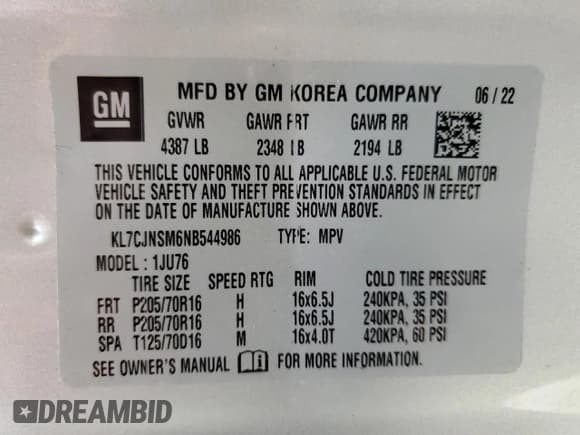 GM MFD BY GM KOREA COMPANY 06/22
GVWR GAWR FRT GAWR RR
4387 LB 2348 LB 2194 LB
THIS VEHICLE CONFORMS TO ALL APPLICABLE U.S. FEDERAL MOTOR
VEHICLE SAFETY AND THEFT PREVENTION STANDARDS IN EFFECT
ON THE DATE OF MANUFACTURE SHOWN ABOVE.
KL7CJNSM6NB544986 TYPE: MPV
MODEL: 1JU76
TIRE SIZE SPEED RTG RIM COLD TIRE PRESSURE
FRT P205/70R16 H 16x6.5J 240KPA, 35 PSI
RR P205/70R16 H 16x6.5J 240KPA, 35 PSI
SPA T125/70D16 M 16x4.0T 420KPA, 60 PSI
SEE OWNER'S MANUAL FOR MORE INFORMATION.
DREAMBID